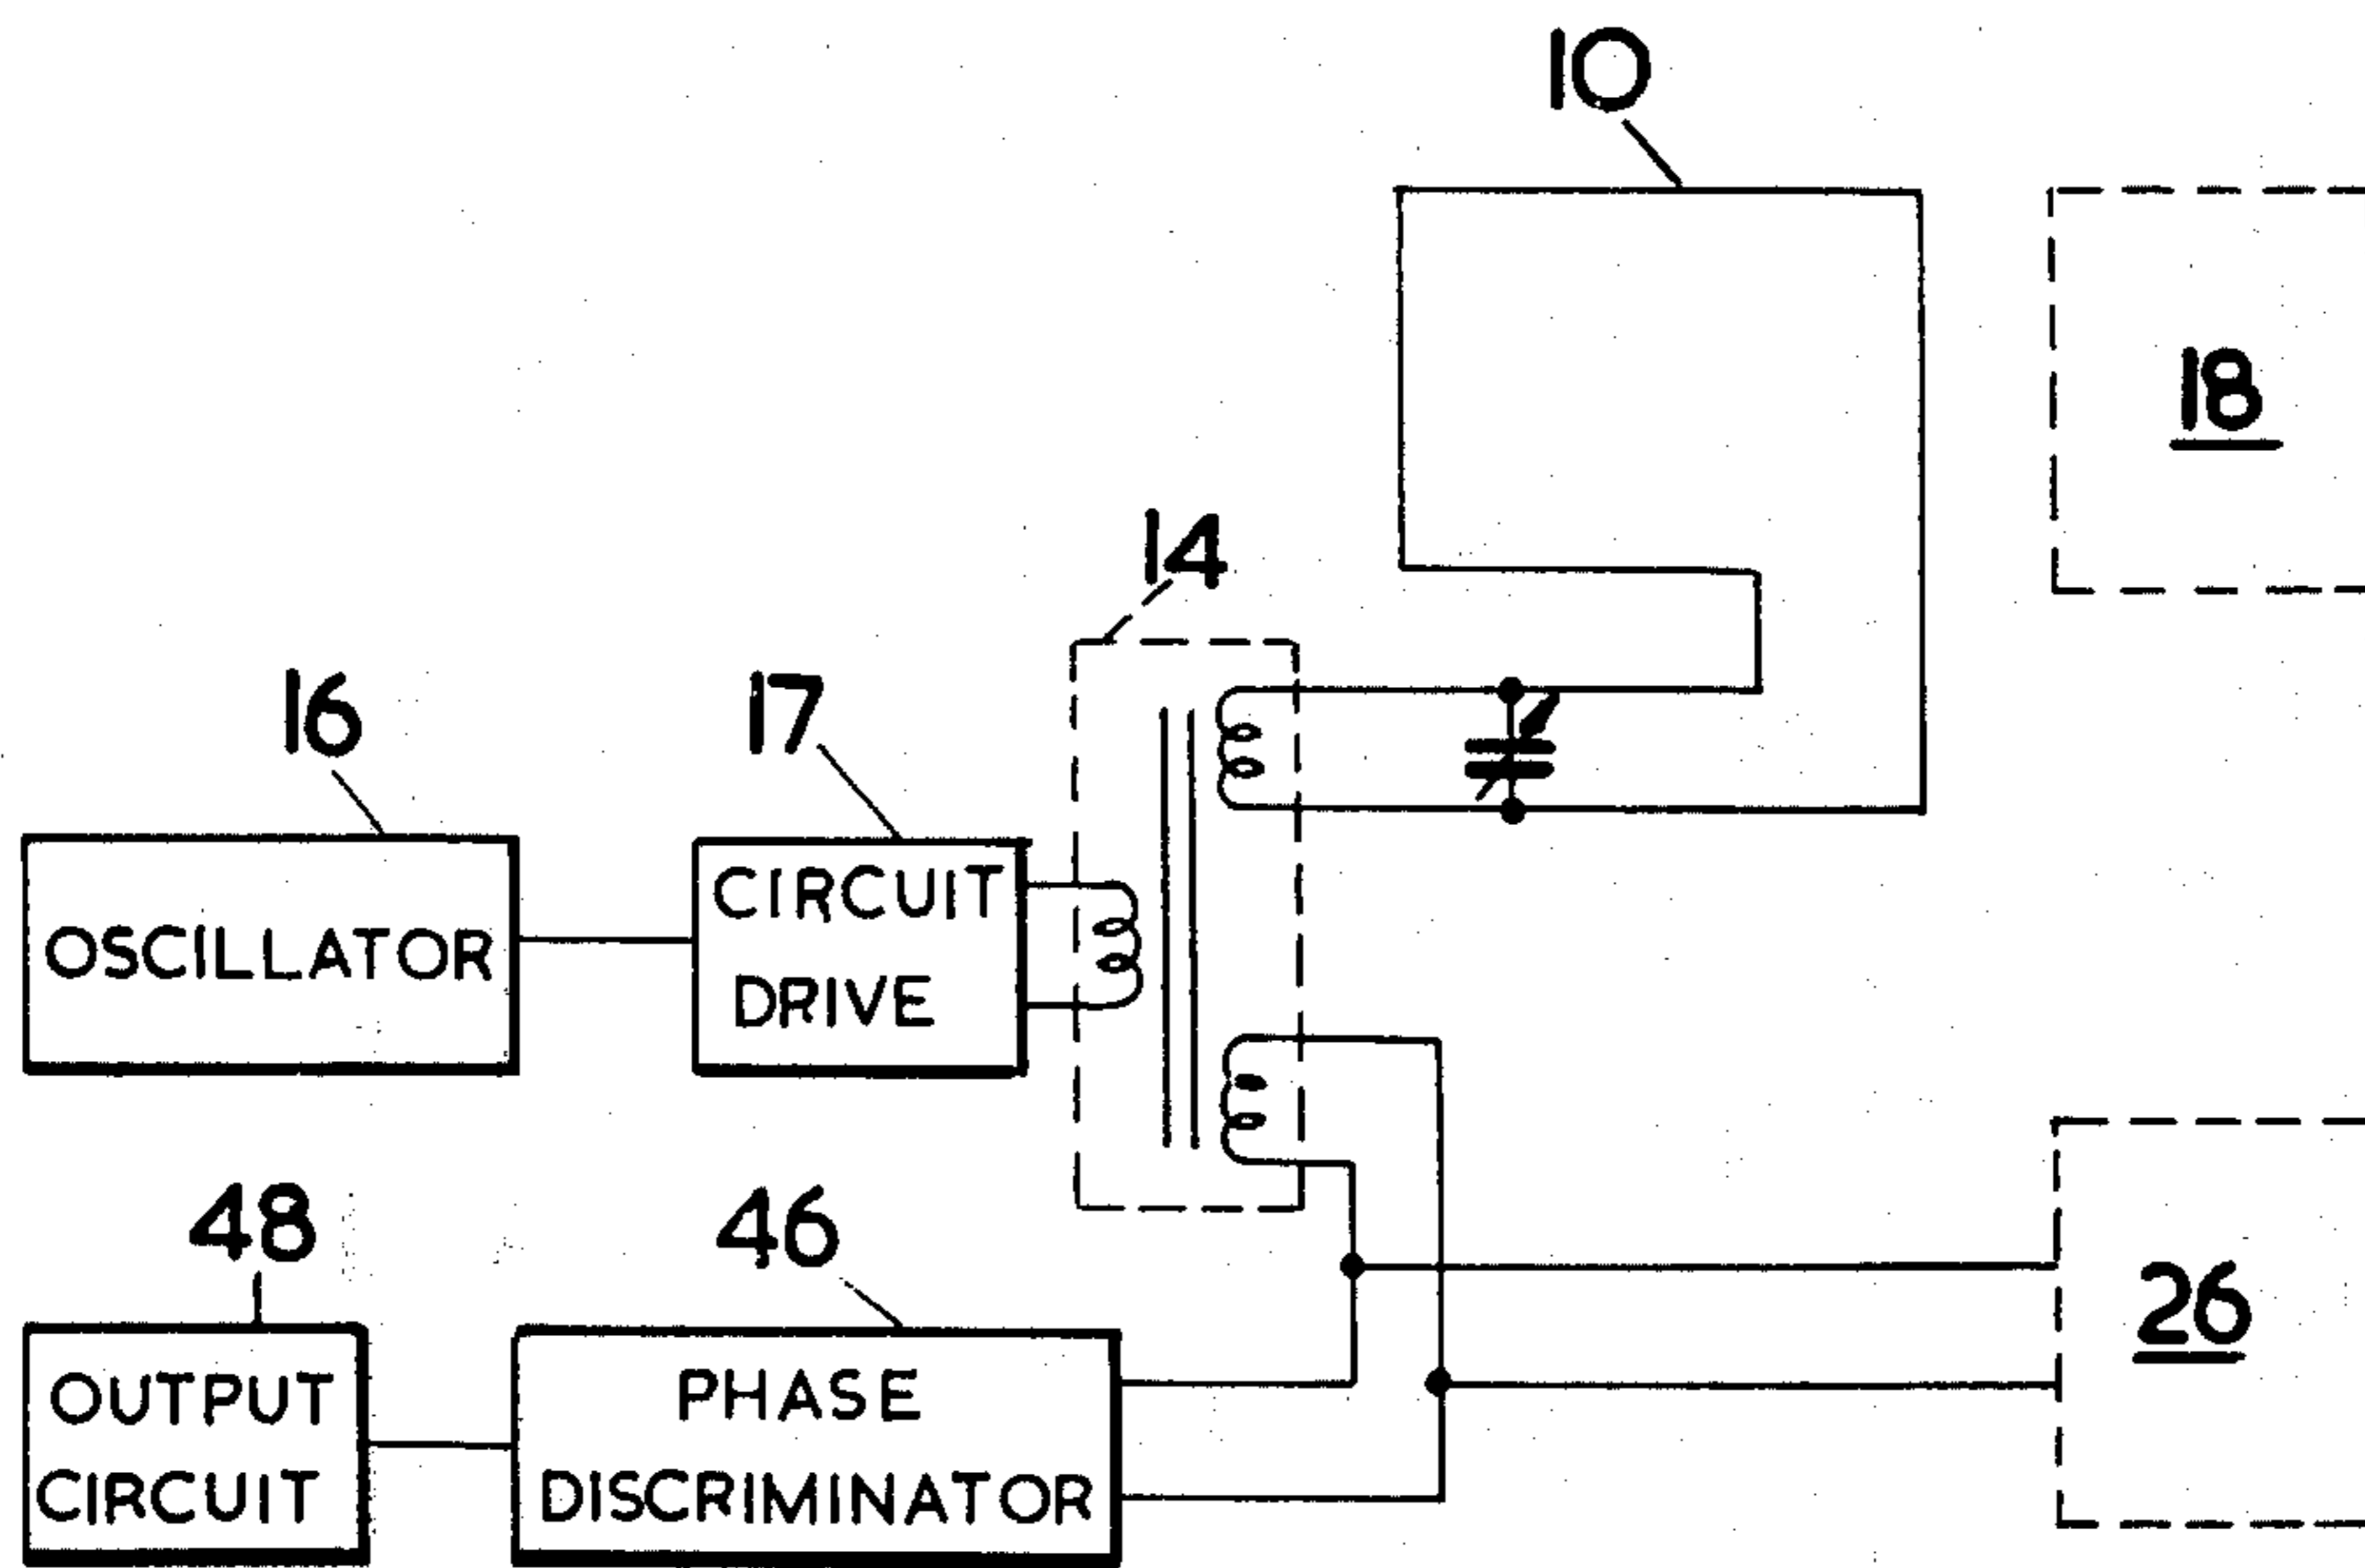 10
18
14
16
17
OSCILLATOR
CIRCUIT
DRIVE
48
46
26
OUTPUT
CIRCUIT
PHASE
DISCRIMINATOR